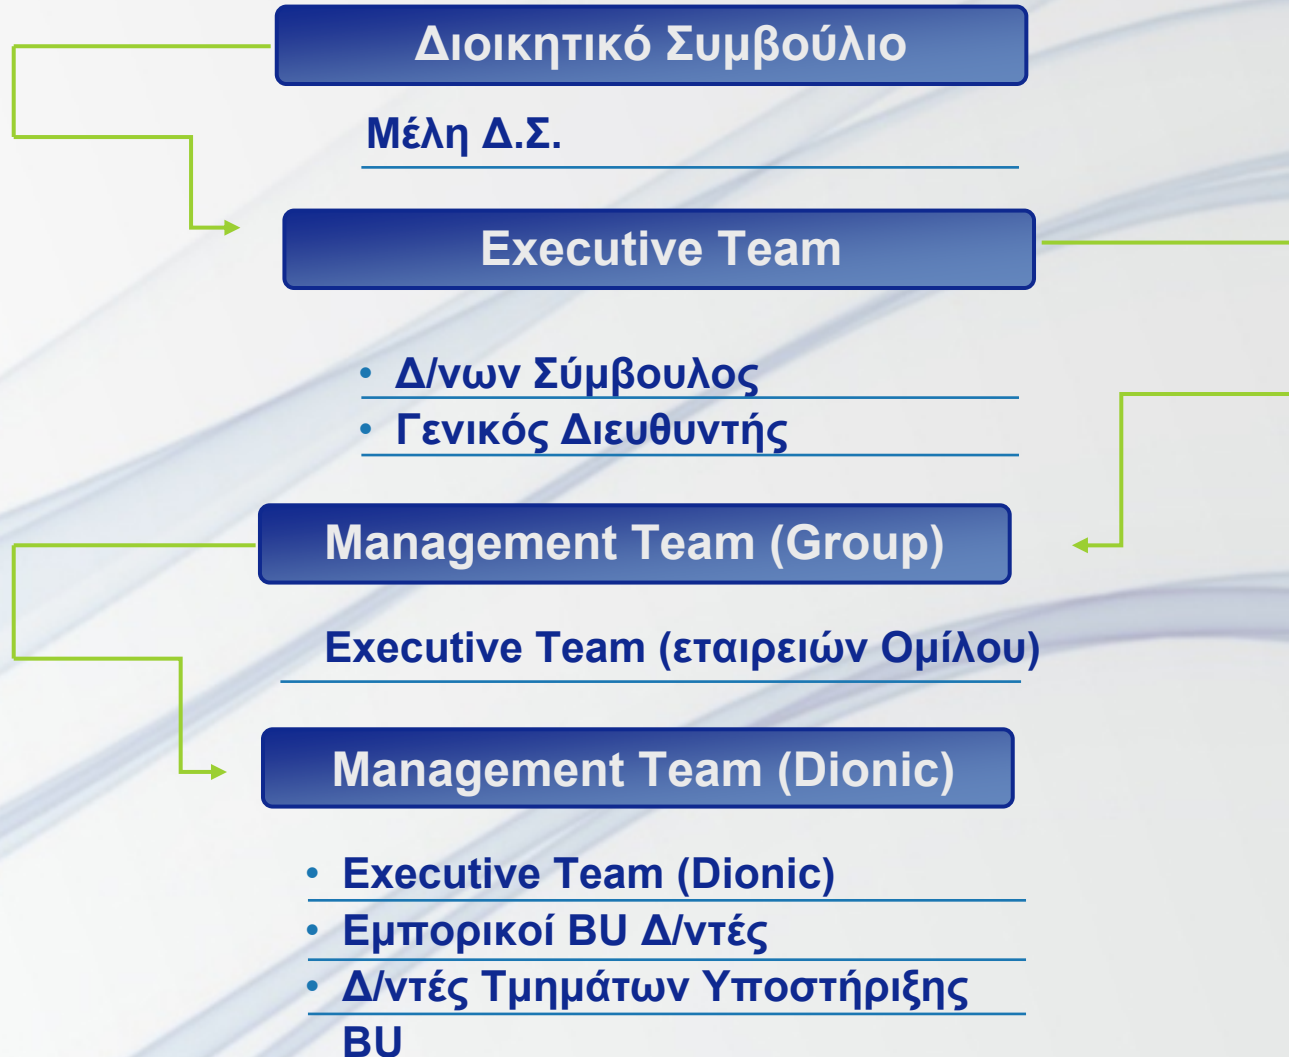 Διοικητικό Συμβούλιο
Μέλη Δ.Σ.
Executive Team
• Δ/νων Σύμβουλος
• Γενικός Διευθυντής
Management Team (Group)
Executive Team (εταιρειών Ομίλου)
Management Team (Dionic)
• Executive Team (Dionic)
• Εμπορικοί BU Δ/ντές
• Δ/ντές Τμημάτων Υποστήριξης
BU